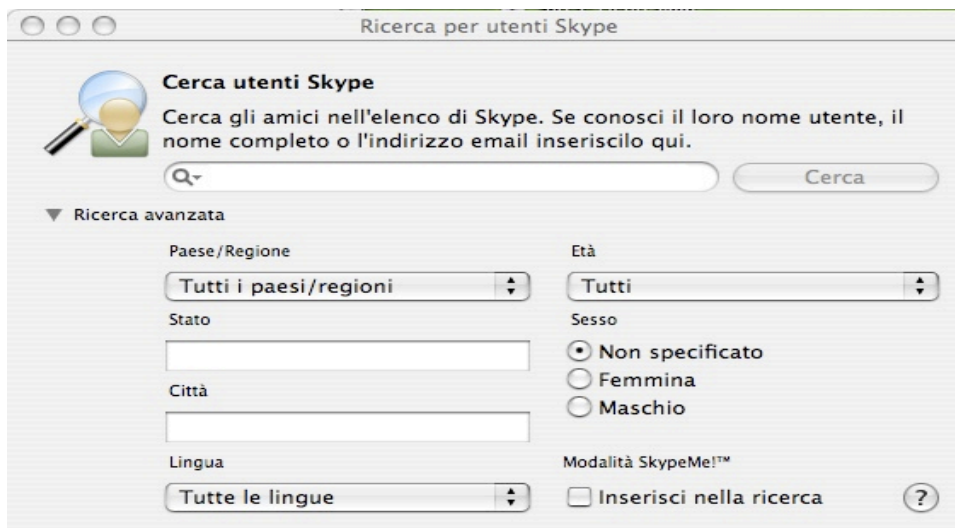 Ricerca per utenti Skype
Cerca utenti Skype
Cerca gli amici nell'elenco di Skype. Se conosci il loro nome utente, il
nome completo o l'indirizzo email inseriscilo qui.
Cerca
Ricerca avanzata
Paese/Regione
Tutti i paesi/regioni
Stato
Città
Lingua
Tutte le lingue
Età
Tutti
Sesso
Non specificato
Femmina
Maschio
Modalità SkypeMe!™
Inserisci nella ricerca
?